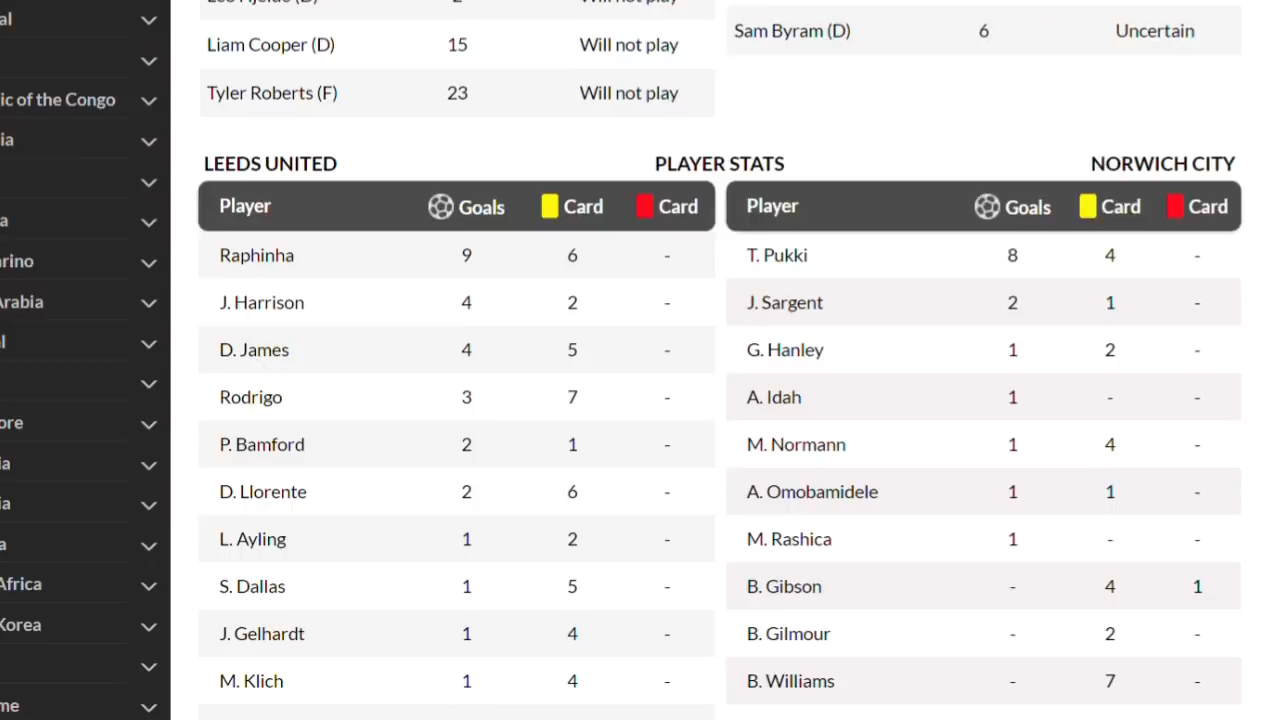 al
ic of the Congo
ia
a
arino
Arabia
l
ore
ia
ia
a
Africa
Korea
me
Will not play
Liam Cooper (D) 15 Will not play
Tyler Roberts (F) 23 Will not play
Sam Byram (D) 6 Uncertain
LEEDS UNITED PLAYER STATS NORWICH CITY
Player Goals Card Card
Raphinha 9 6 -
J. Harrison 4 2 -
D. James 4 5 -
Rodrigo 3 7 -
P. Bamford 2 1 -
D. Llorente 2 6 -
L. Ayling 1 2 -
S. Dallas 1 5 -
J. Gelhardt 1 4 -
M. Klich 1 4 -
Player Goals Card Card
T. Pukki 8 4 -
J. Sargent 2 1 -
G. Hanley 1 2 -
A. Idah 1 - -
M. Normann 1 4 -
A. Omobamidele 1 1 -
M. Rashica 1 - -
B. Gibson - 4 1
B. Gilmour - 2 -
B. Williams - 7 -